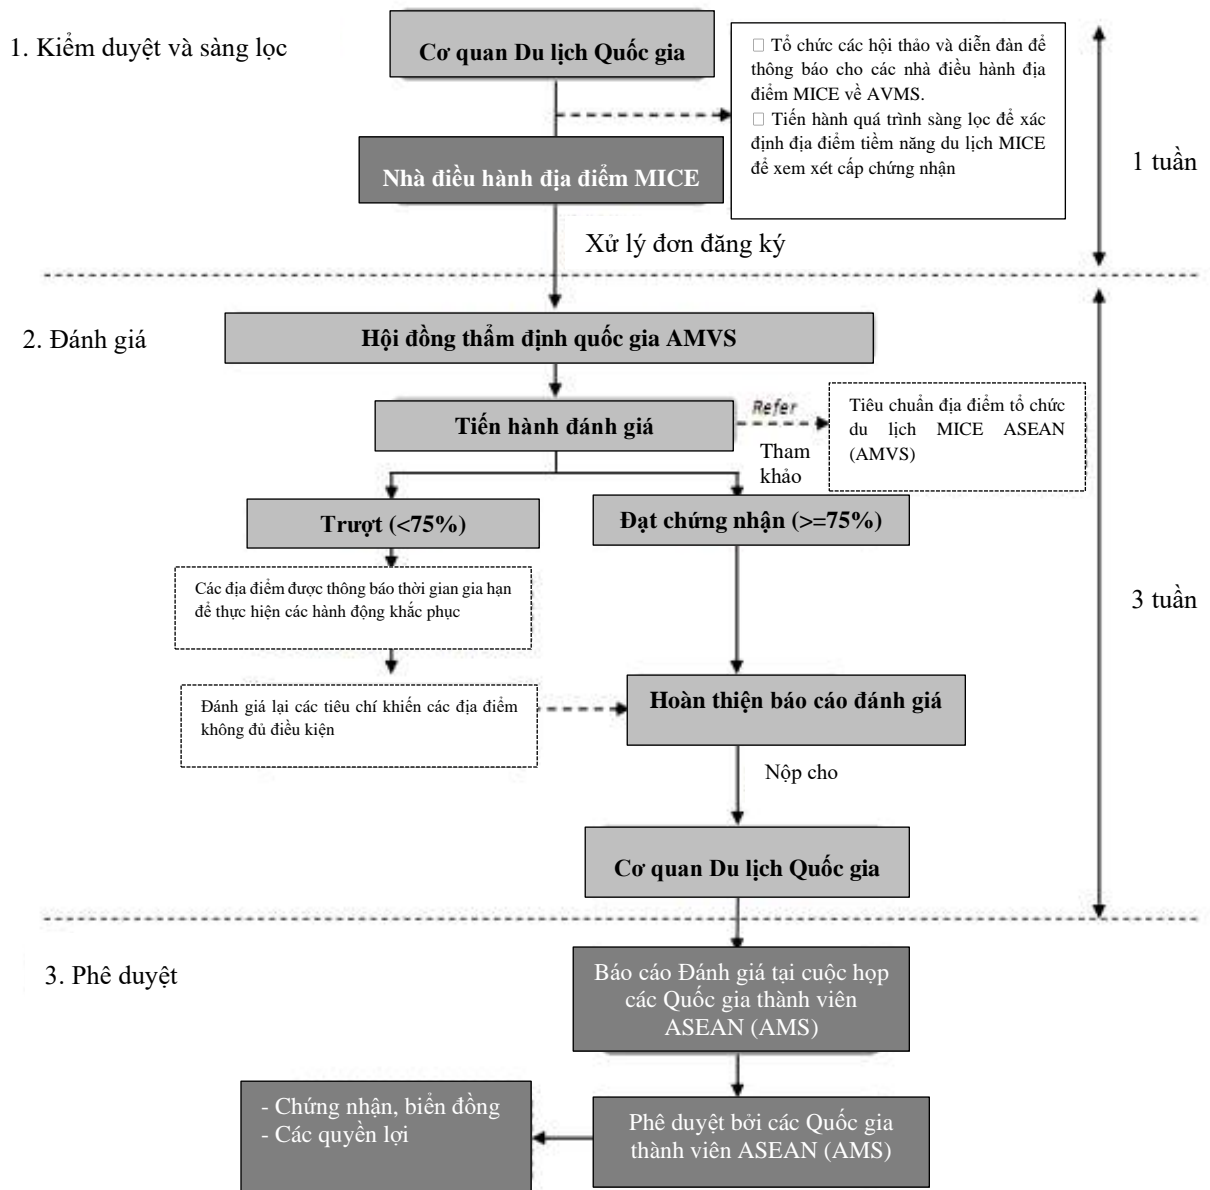 1. Kiểm duyệt và sàng lọc
Cơ quan Du lịch Quốc gia
□ Tổ chức các hội thảo và diễn đàn để
thông báo cho các nhà điều hành địa
điểm MICE về AVMS.
□ Tiến hành quá trình sàng lọc để xác
định địa điểm tiềm năng du lịch MICE
để xem xét cấp chứng nhận
1 tuần
Nhà điều hành địa điểm MICE
Xử lý đơn đăng ký
2. Đánh giá
Hội đồng thẩm định quốc gia AMVS
Tiến hành đánh giá
Refer
Tham
khảo
Tiêu chuẩn địa điểm tổ chức
du lịch MICE ASEAN
(AMVS)
Trượt (<75%)
Đạt chứng nhận (>=75%)
Các địa điểm được thông báo thời gian gia hạn
để thực hiện các hành động khắc phục
3 tuần
Đánh giá lại các tiêu chí khiến các địa điểm
không đủ điều kiện
Hoàn thiện báo cáo đánh giá
Nộp cho
Cơ quan Du lịch Quốc gia
3. Phê duyệt
Báo cáo Đánh giá tại cuộc họp
các Quốc gia thành viên
ASEAN (AMS)
- Chứng nhận, biển đồng
- Các quyền lợi
Phê duyệt bởi các Quốc gia
thành viên ASEAN (AMS)